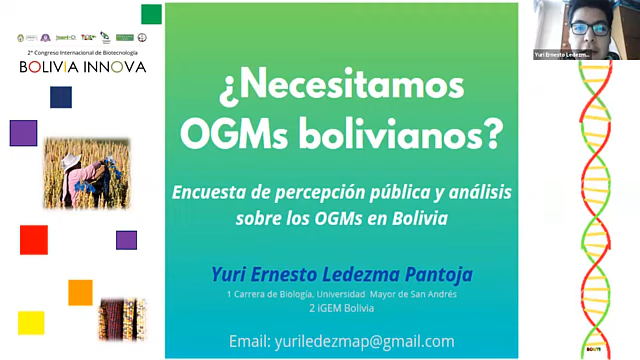 2° Congreso Internacional de Biotecnología
BOLIVIA INNOVA
¿Necesitamos
OGMs bolivianos?
Encuesta de percepción pública y análisis
sobre los OGMs en Bolivia
Yuri Ernesto Ledezma Pantoja
1 Carrera de Biología, Universidad Mayor de San Andrés
2 iGEM Bolivia
Email: yuriledezmap@gmail.com
Yuri Ernesto Ledezm...